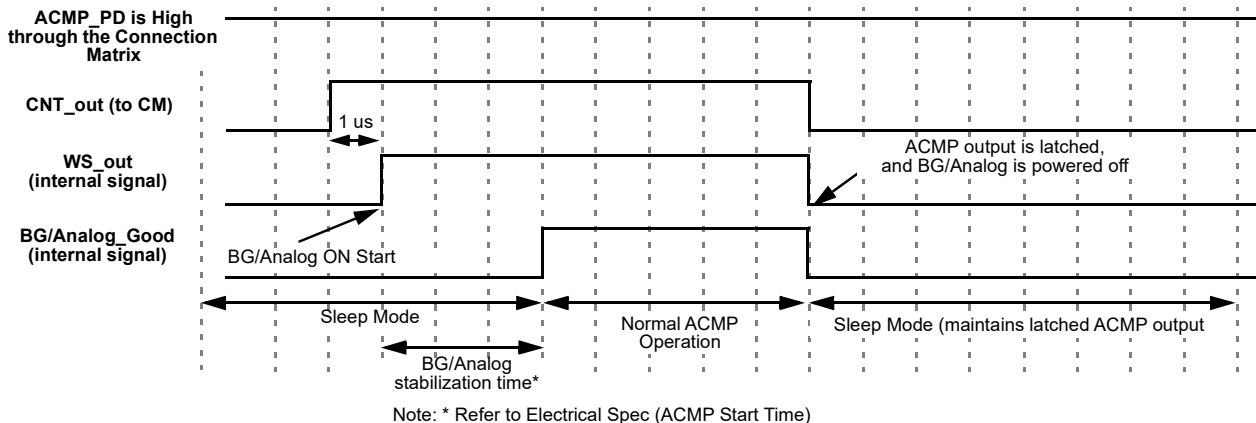 ACMP_PD is High
through the Connection
Matrix
CNT_out (to CM)
1 us
WS_out
(internal signal)
ACMP output is latched,
and BG/Analog is powered off
BG/Analog_Good
(internal signal)
BG/Analog ON Start
Sleep Mode
Normal ACMP
Operation
Sleep Mode (maintains latched ACMP output
BG/Analog
stabilization time*
Note: * Refer to Electrical Spec (ACMP Start Time)